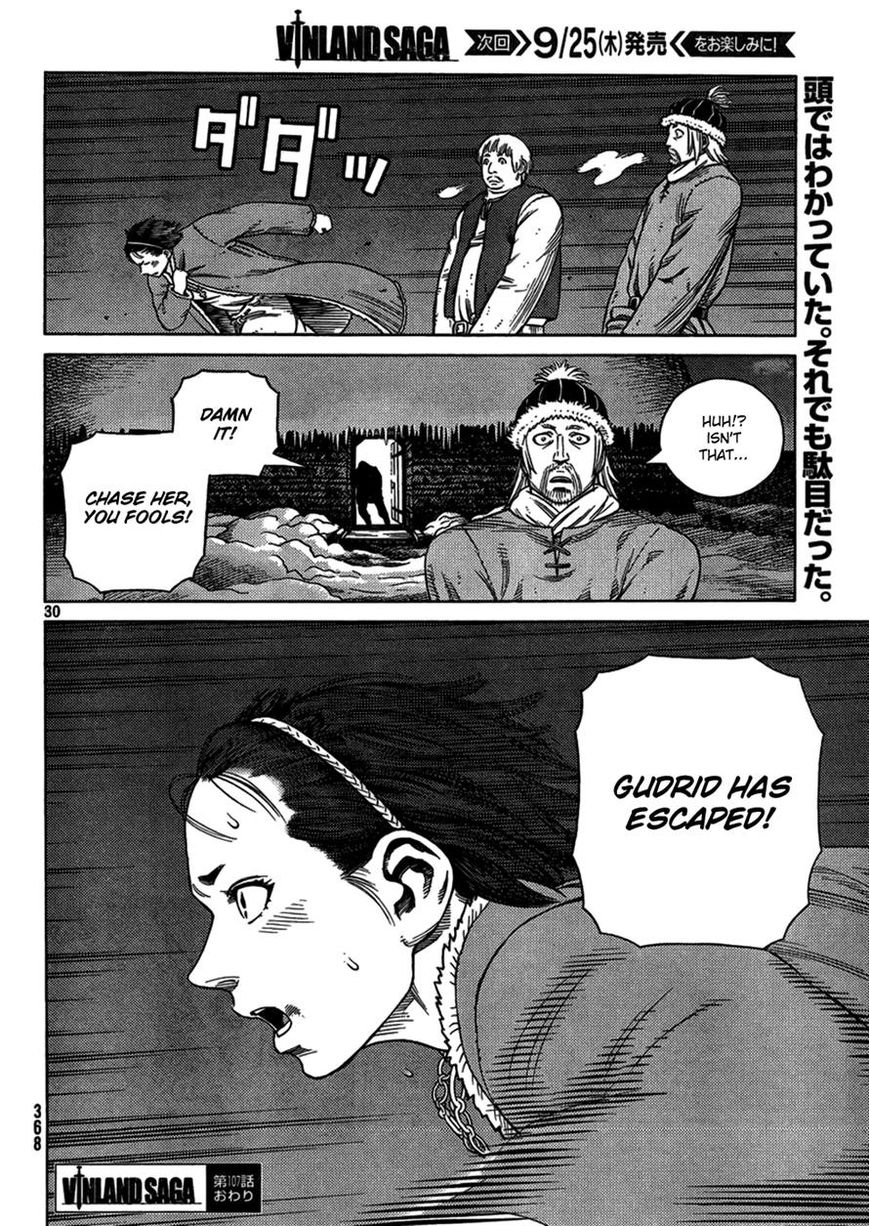 VINLAND SAGA 次回 9/25(木)発売 をお楽しみに!
頭ではわかっていた。それでも駄目だった。
ダダダッ
HUH!?
ISN'T
THAT...
DAMN
IT!
CHASE HER,
YOU FOOLS!
30
GUDRID HAS
ESCAPED!
368
VINLAND SAGA
第107話
おわり